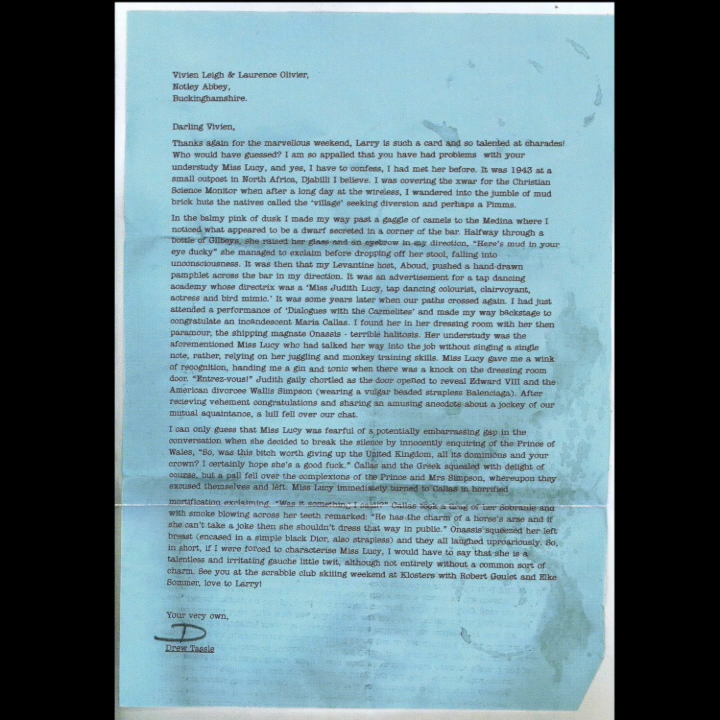 Vivien Leigh & Laurence Olivier,
Notley Abbey,
Buckinghamshire.
Darling Vivien,
Thanks again for the marvellous weekend, Larry is such a card and so talented at charades!
Who would have guessed? I am so appalled that you have had problems with your
understudy Miss Lucy, and yes, I have to confess, I had met her before. It was 1943 at a
small outpost in North Africa, Djabilli I believe. I was covering the xwar for the Christian
Science Monitor when after a long day at the wireless, I wandered into the jumble of mud
brick huts the natives called the 'village' seeking diversion and perhaps a Pimms.
In the balmy pink of dusk I made my way past a gaggle of camels to the Medina where I
noticed what appeared to be a dwarf secreted in a corner of the bar. Halfway through a
bottle of Gilbeys, she raised her glass and an eyebrow in my direction, "Here's mud in your
eye ducky" she managed to exclaim before dropping off her stool, falling into
unconsciousness. It was then that my Levantine host, Aboud, pushed a hand-drawn
pamphlet across the bar in my direction. It was an advertisement for a tap dancing
academy whose directrix was a 'Miss Judith Lucy, tap dancing colourist, clairvoyant,
actress and bird mimic.' It was some years later when our paths crossed again. I had just
attended a performance of 'Dialogues with the Carmelites' and made my way backstage to
congratulate an incandescent Maria Callas. I found her in her dressing room with her then
paramour, the shipping magnate Onassis - terrible halitosis. Her understudy was the
aforementioned Miss Lucy who had talked her way into the job without singing a single
note, rather, relying on her juggling and monkey training skills. Miss Lucy gave me a wink
of recognition, handing me a gin and tonic when there was a knock on the dressing room
door. "Entrez-vous!" Judith gaily chortled as the door opened to reveal Edward VIII and the
American divorcee Wallis Simpson (wearing a vulgar beaded strapless Balenciaga). After
recieving vehement congratulations and sharing an amusing anecdote about a jockey of our
mutual aquaintance, a lull fell over our chat.
I can only guess that Miss Lucy was fearful of a potentially embarrassing gap in the
conversation when she decided to break the silence by innocently enquiring of the Prince of
Wales, "So, was this bitch worth giving up the United Kingdom, all its dominions and your
crown? I certainly hope she's a good fuck." Callas and the Greek squealed with delight of
course, but a pall fell over the complexions of the Prince and Mrs Simpson, whereupon they
exused themselves and left. Miss Lucy immediately turned to Callas in horrified
mortification exclaiming, "Was it something I said?" Callas took a drag of her Sobranie and
with smoke blowing across her teeth remarked: "He has the charm of a horse's arse and if
she can't take a joke then she shouldn't dress that way in public." Onassis squeezed her left
breast (encased in a simple black Dior, also strapless) and they all laughed uproariously. So,
in short, if I were forced to characterise Miss Lucy, I would have to say that she is a
talentless and irritating gauche little twit, although not entirely without a common sort of
charm. See you at the scrabble club skiing weekend at Klosters with Robert Goulet and Elke
Sommer, love to Larry!
Your very own,
D
Drew Tassie